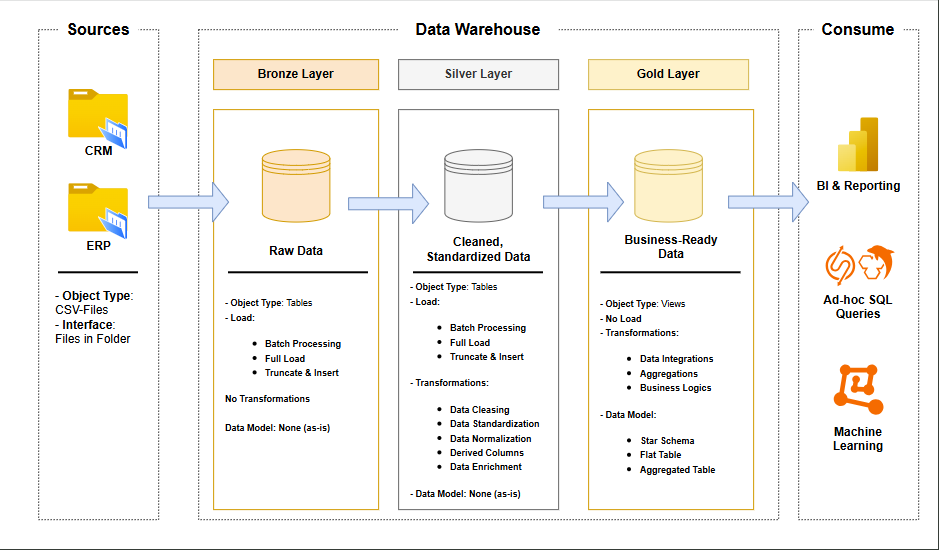 Sources
CRM
ERP
- Object Type:
CSV-Files
- Interface:
Files in Folder
Data Warehouse
Bronze Layer
Raw Data
- Object Type: Tables
- Load:
• Batch Processing
• Full Load
• Truncate & Insert
No Transformations
Data Model: None (as-is)
Silver Layer
Cleaned,
Standardized Data
- Object Type: Tables
- Load:
• Batch Processing
• Full Load
• Truncate & Insert
- Transformations:
• Data Cleasing
• Data Standardization
• Data Normalization
• Derived Columns
• Data Enrichment
- Data Model: None (as-is)
Gold Layer
Business-Ready
Data
- Object Type: Views
- No Load
- Transformations:
• Data Integrations
• Aggregations
• Business Logics
- Data Model:
• Star Schema
• Flat Table
• Aggregated Table
Consume
BI & Reporting
Ad-hoc SQL
Queries
Machine
Learning